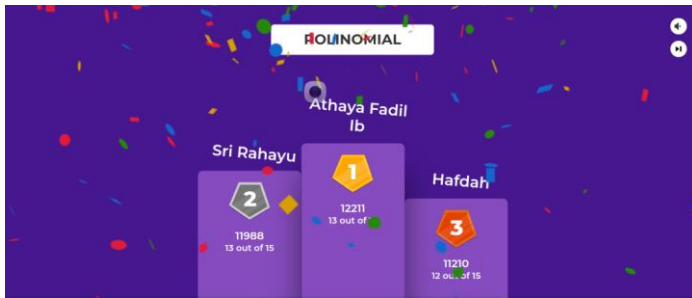 POLINOMIAL
Athaya Fadil
Ib
Sri Rahayu
Hafdah
1
12211
13 out of
2
11988
13 out of 15
3
11210
12 out of 15